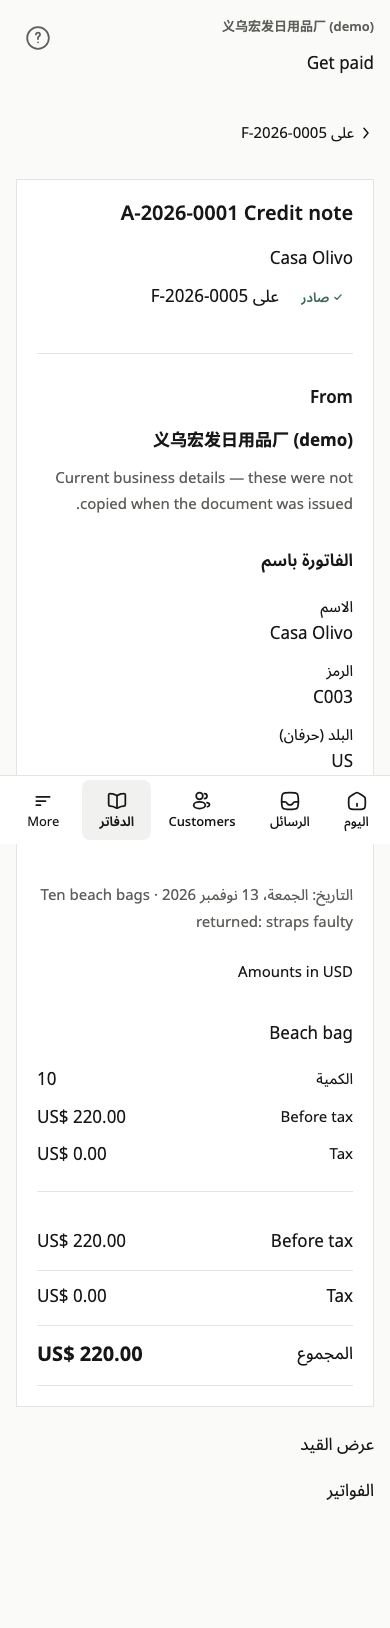 义乌宏发日用品厂 (demo)
Get paid
على F-2026-0005
A-2026-0001 Credit note
Casa Olivo
صادر
على F-2026-0005
From
义乌宏发日用品厂 (demo)
Current business details — these were not
copied when the document was issued.
الفاتورة باسم
الاسم
Casa Olivo
الرمز
C003
البلد (حرفان)
US
اليوم
الرسائل
Customers
الدفاتر
More
التاريخ: الجمعة، 13 نوفمبر 2026 · Ten beach bags
returned: straps faulty
Amounts in USD
Beach bag
الكمية 10
Before tax US$ 220.00
Tax US$ 0.00
Before tax US$ 220.00
Tax US$ 0.00
المجموع US$ 220.00
عرض القيد
الفواتير